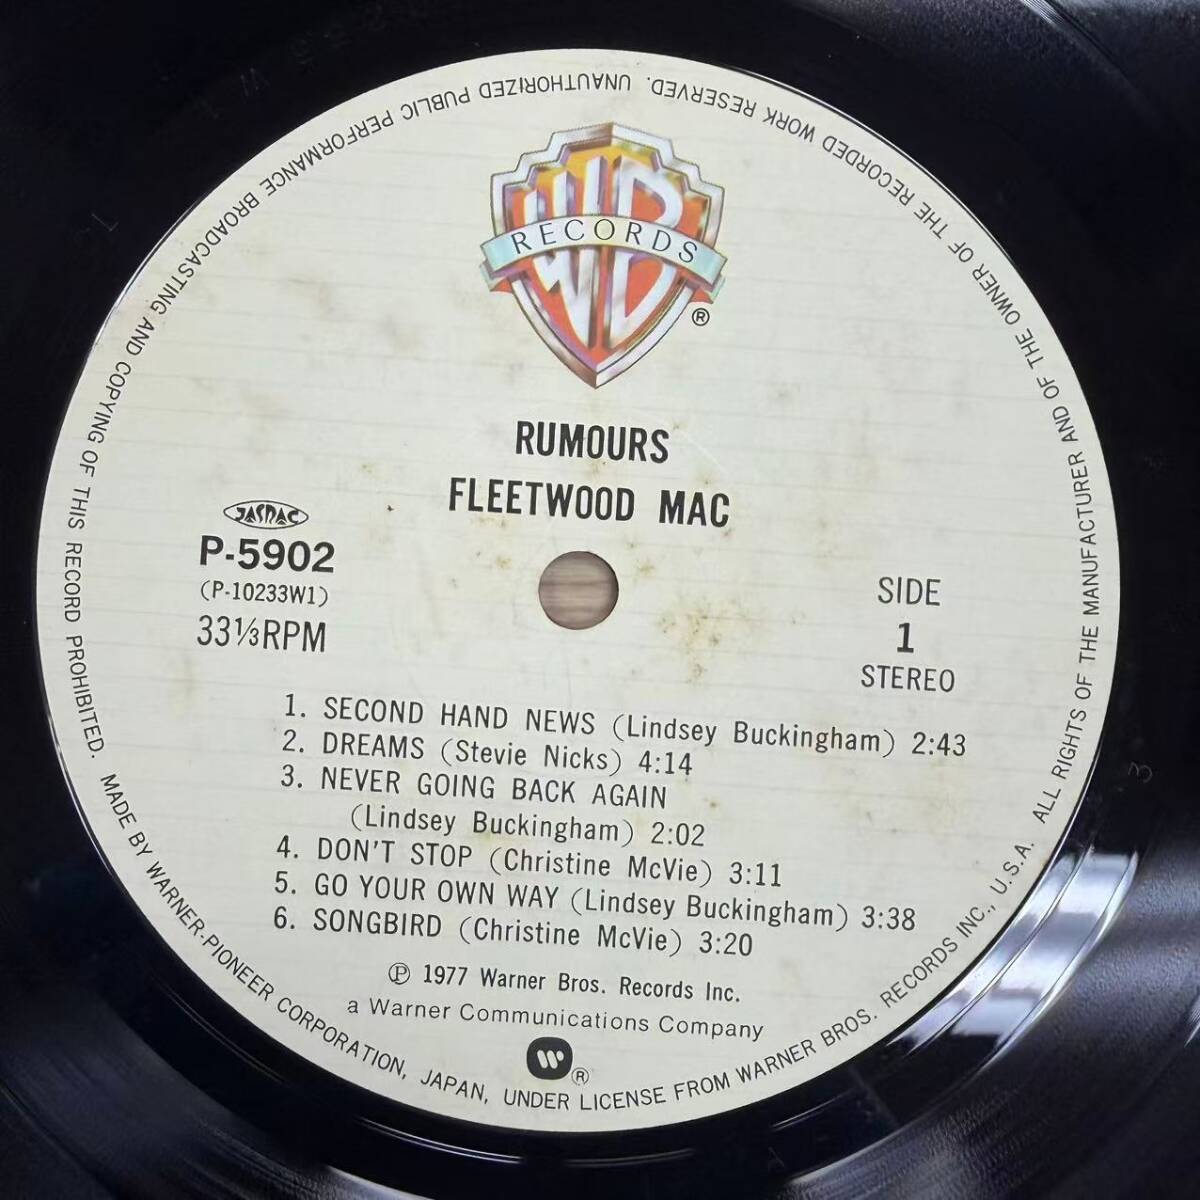 WB
RECORDS
®
RUMOURS
FLEETWOOD MAC
JASRAC
P-5902
(P-10233W1)
33⅓RPM
SIDE
1
STEREO
1. SECOND HAND NEWS (Lindsey Buckingham) 2:43
2. DREAMS (Stevie Nicks) 4:14
3. NEVER GOING BACK AGAIN
(Lindsey Buckingham) 2:02
4. DON'T STOP (Christine McVie) 3:11
5. GO YOUR OWN WAY (Lindsey Buckingham) 3:38
6. SONGBIRD (Christine McVie) 3:20
℗ 1977 Warner Bros. Records Inc.
a Warner Communications Company
®
MADE BY WARNER-PIONEER CORPORATION, JAPAN, UNDER LICENSE FROM WARNER BROS. RECORDS INC., U.S.A. ALL RIGHTS OF THE MANUFACTURER AND OF THE OWNER OF THE RECORDED WORK RESERVED. UNAUTHORIZED PUBLIC PERFORMANCE BROADCASTING AND COPYING OF THIS RECORD PROHIBITED.
3